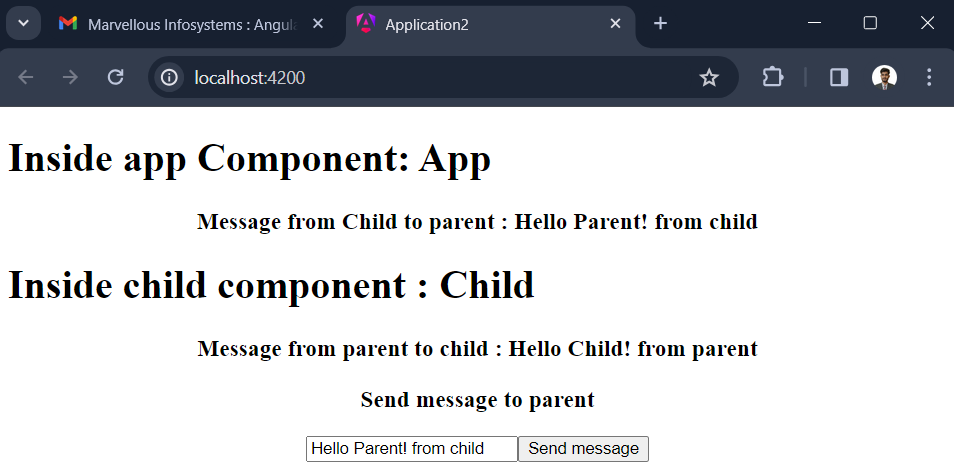 Marvellous Infosystems : Angula
Application2
localhost:4200
Inside app Component: App
Message from Child to parent : Hello Parent! from child
Inside child component : Child
Message from parent to child : Hello Child! from parent
Send message to parent
Hello Parent! from child Send message